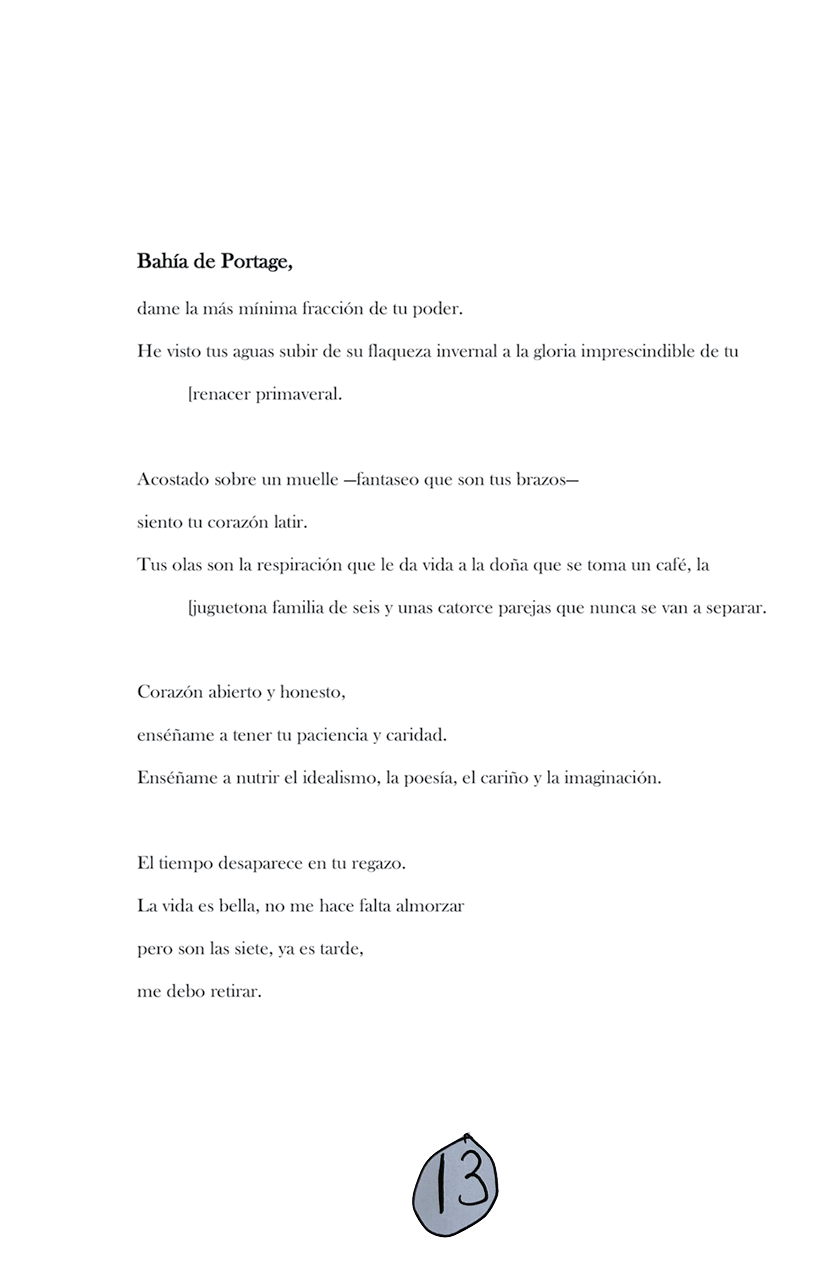 Bahía de Portage,
dame la más mínima fracción de tu poder.
He visto tus aguas subir de su flaqueza invernal a la gloria imprescindible de tu
[renacer primaveral.
Acostado sobre un muelle —fantaseo que son tus brazos—
siento tu corazón latir.
Tus olas son la respiración que le da vida a la doña que se toma un café, la
[juguetona familia de seis y unas catorce parejas que nunca se van a separar.
Corazón abierto y honesto,
enséñame a tener tu paciencia y caridad.
Enséñame a nutrir el idealismo, la poesía, el cariño y la imaginación.
El tiempo desaparece en tu regazo.
La vida es bella, no me hace falta almorzar
pero son las siete, ya es tarde,
me debo retirar.
13